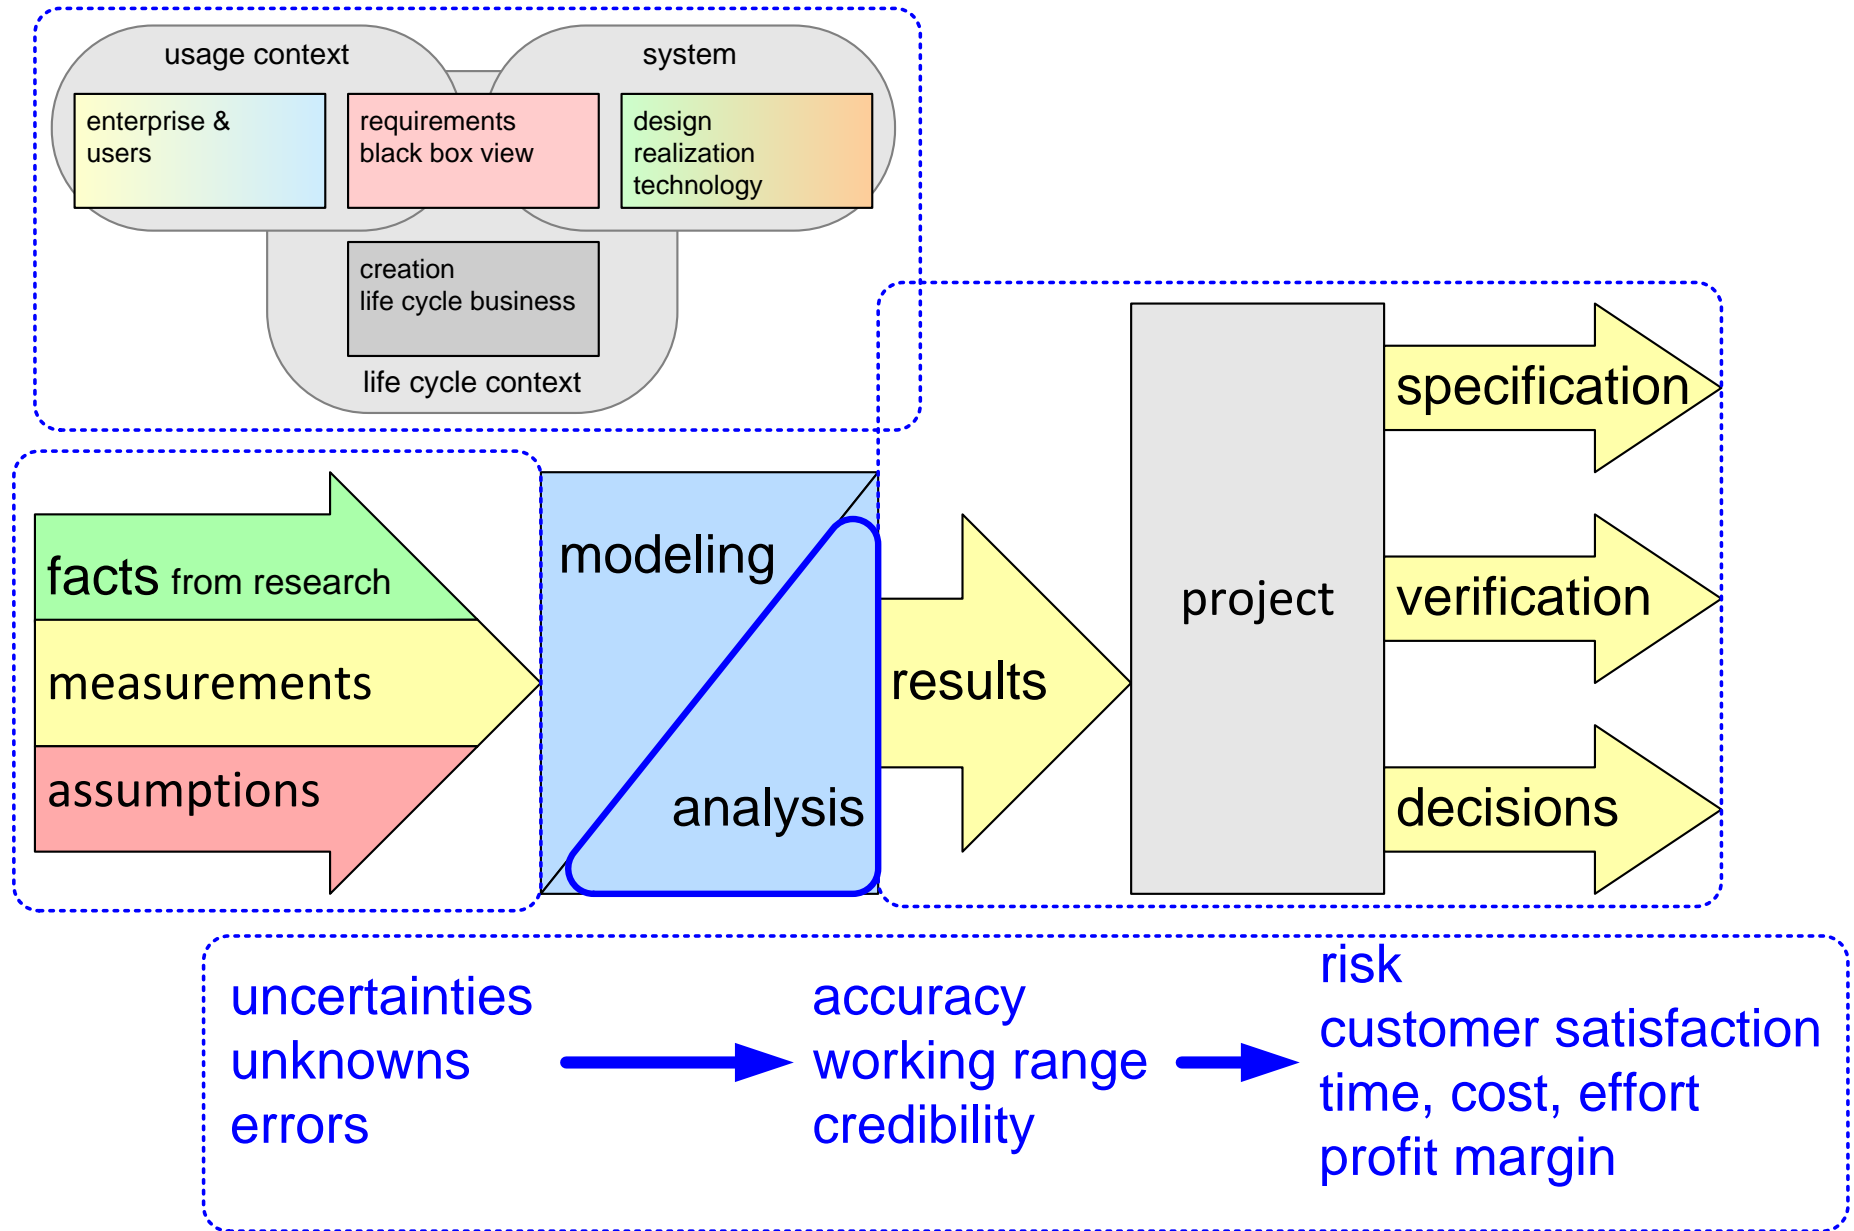 usage context
system
enterprise &
users
requirements
black box view
design
realization
technology
creation
life cycle business
life cycle context
facts from research
measurements
assumptions
modeling
analysis
results
project
specification
verification
decisions
uncertainties
unknowns
errors
accuracy
working range
credibility
risk
customer satisfaction
time, cost, effort
profit margin